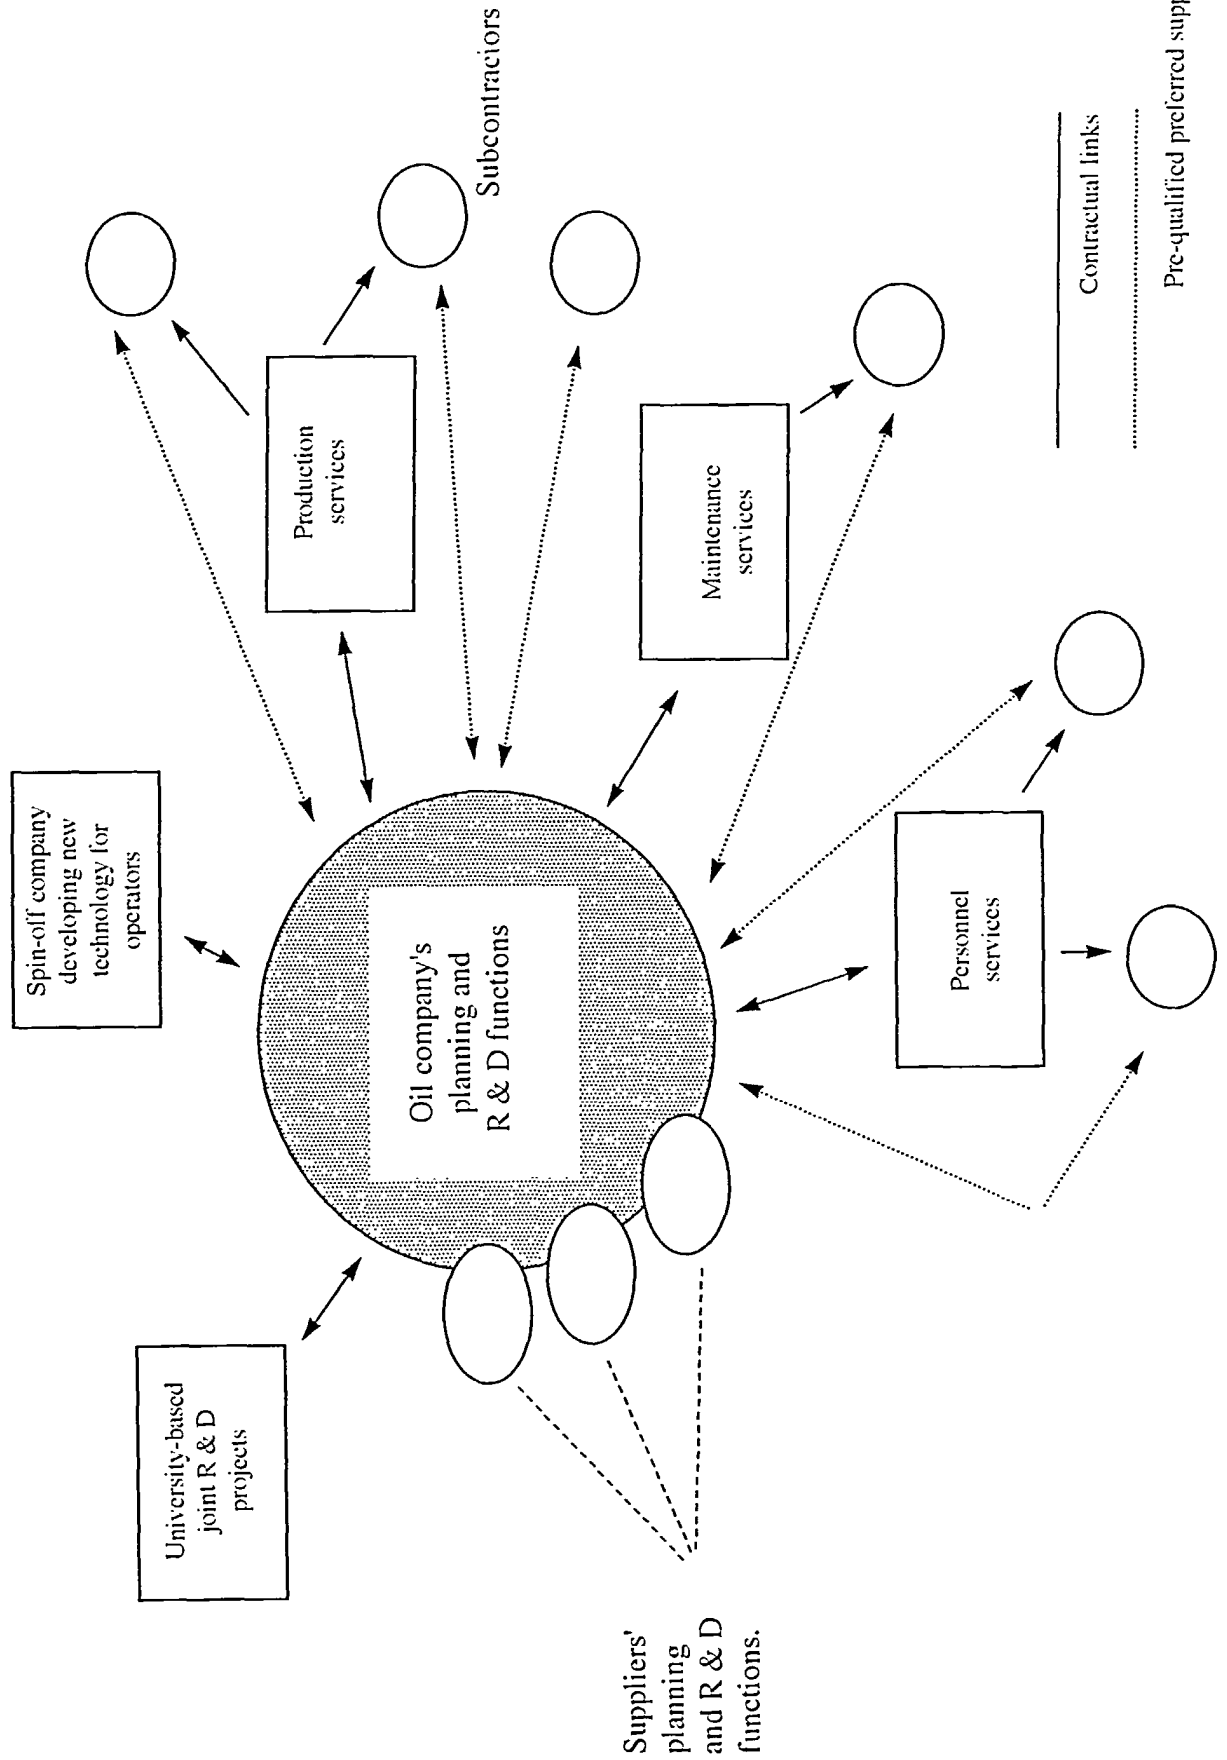 University-based
joint R & D
projects
Spin-off company
developing new
technology for
operators
Production
services
Subcontractors
Oil company's
planning and
R & D functions
Maintenance
services
Personnel
services
Suppliers'
planning
and R & D
functions.
Contractual links
Pre-qualified preferred supp